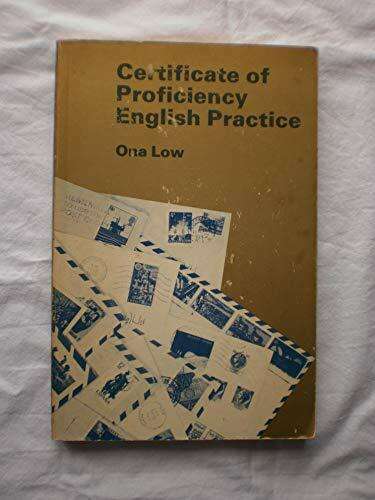 Certificate of
Proficiency
English Practice
Ona Low